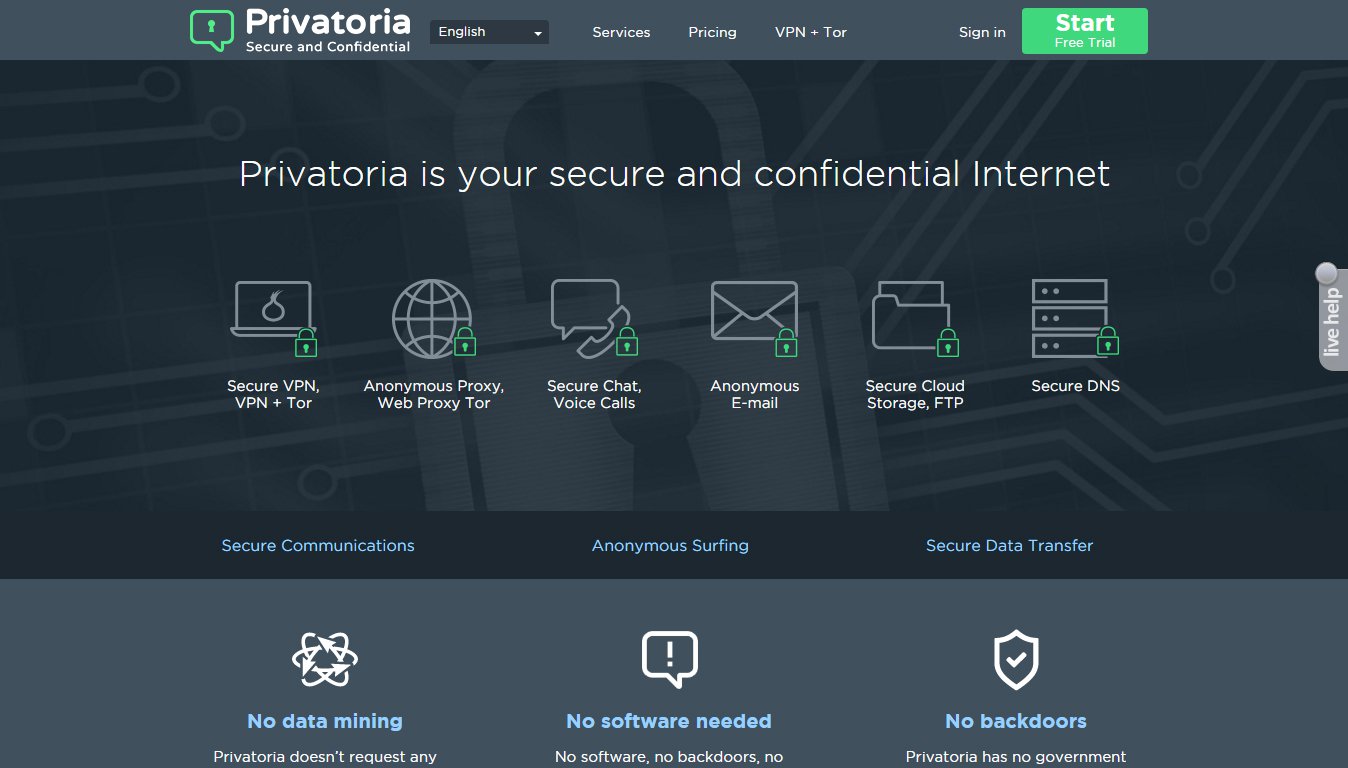 Privatoria
Secure and Confidential
English
Services
Pricing
VPN + Tor
Sign in
Start
Free Trial
Privatoria is your secure and confidential Internet
live help
Secure VPN,
VPN + Tor
Anonymous Proxy,
Web Proxy Tor
Secure Chat,
Voice Calls
Anonymous
E-mail
Secure Cloud
Storage, FTP
Secure DNS
Secure Communications
Anonymous Surfing
Secure Data Transfer
No data mining
Privatoria doesn't request any
No software needed
No software, no backdoors, no
No backdoors
Privatoria has no government